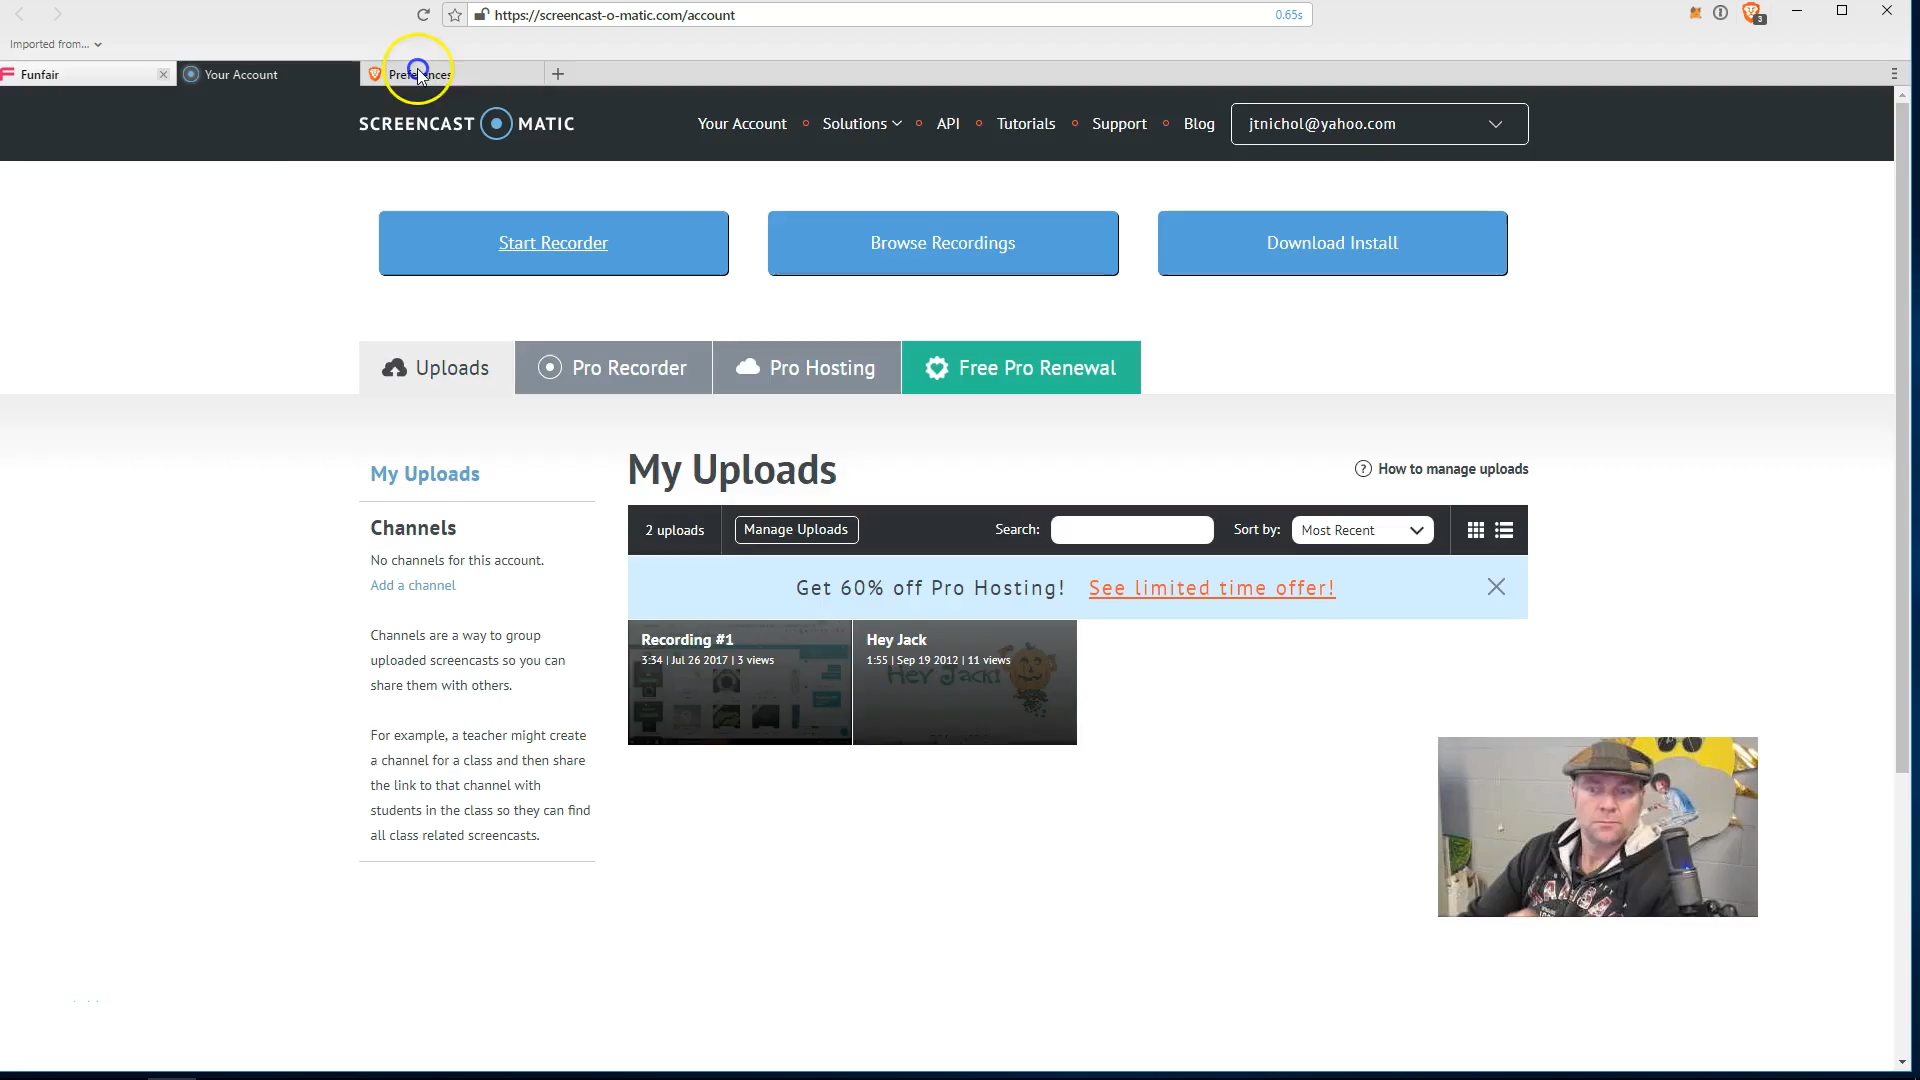 https://screencast-o-matic.com/account
0.65s
3
Imported from...
Funfair
Your Account
Preferences
SCREENCAST MATIC
Your Account
Solutions
API
Tutorials
Support
Blog
jtnichol@yahoo.com
Start Recorder
Browse Recordings
Download Install
Uploads
Pro Recorder
Pro Hosting
Free Pro Renewal
My Uploads
Channels
No channels for this account.
Add a channel
Channels are a way to group
uploaded screencasts so you can
share them with others.
For example, a teacher might create
a channel for a class and then share
the link to that channel with
students in the class so they can find
all class related screencasts.
My Uploads
? How to manage uploads
2 uploads
Manage Uploads
Search:
Sort by:
Most Recent
Get 60% off Pro Hosting! See limited time offer!
Recording #1
3:34 | Jul 26 2017 | 3 views
Hey Jack
1:55 | Sep 19 2012 | 11 views
Hey Jack!